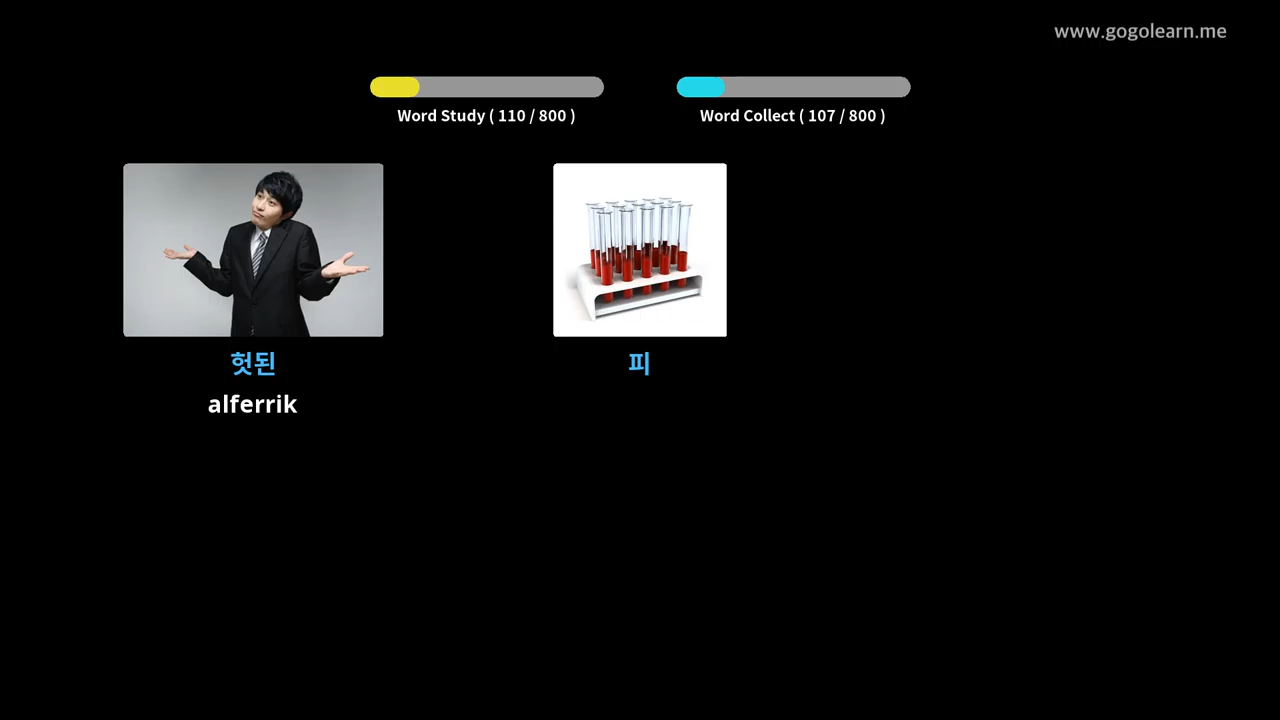 www.gogolearn.me
Word Study ( 110 / 800 )
Word Collect ( 107 / 800 )
헛된
피
alferrik